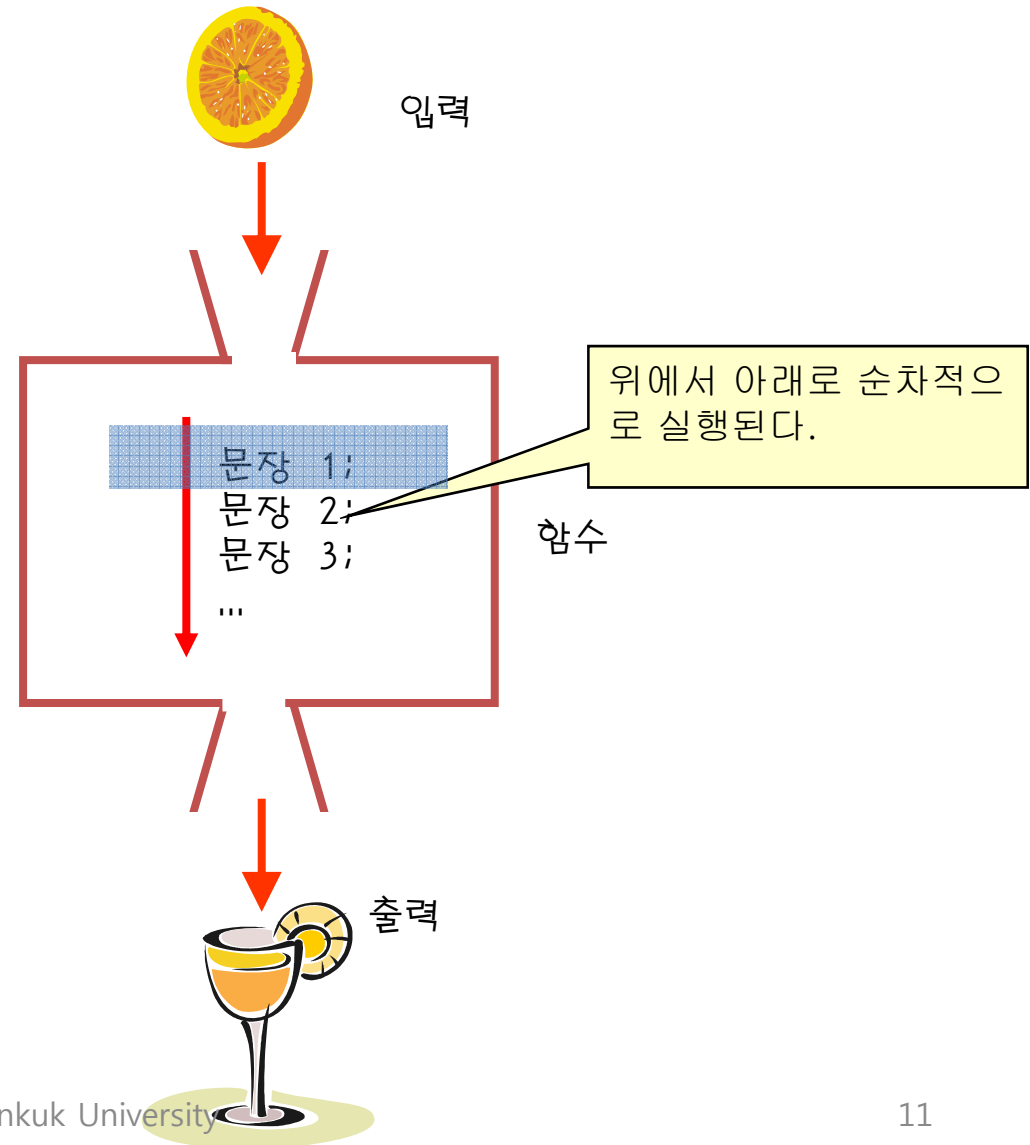 입력
위에서 아래로 순차적으
로 실행된다.
문장 1;
문장 2;
문장 3;
...
함수
출력
nkuk University
11